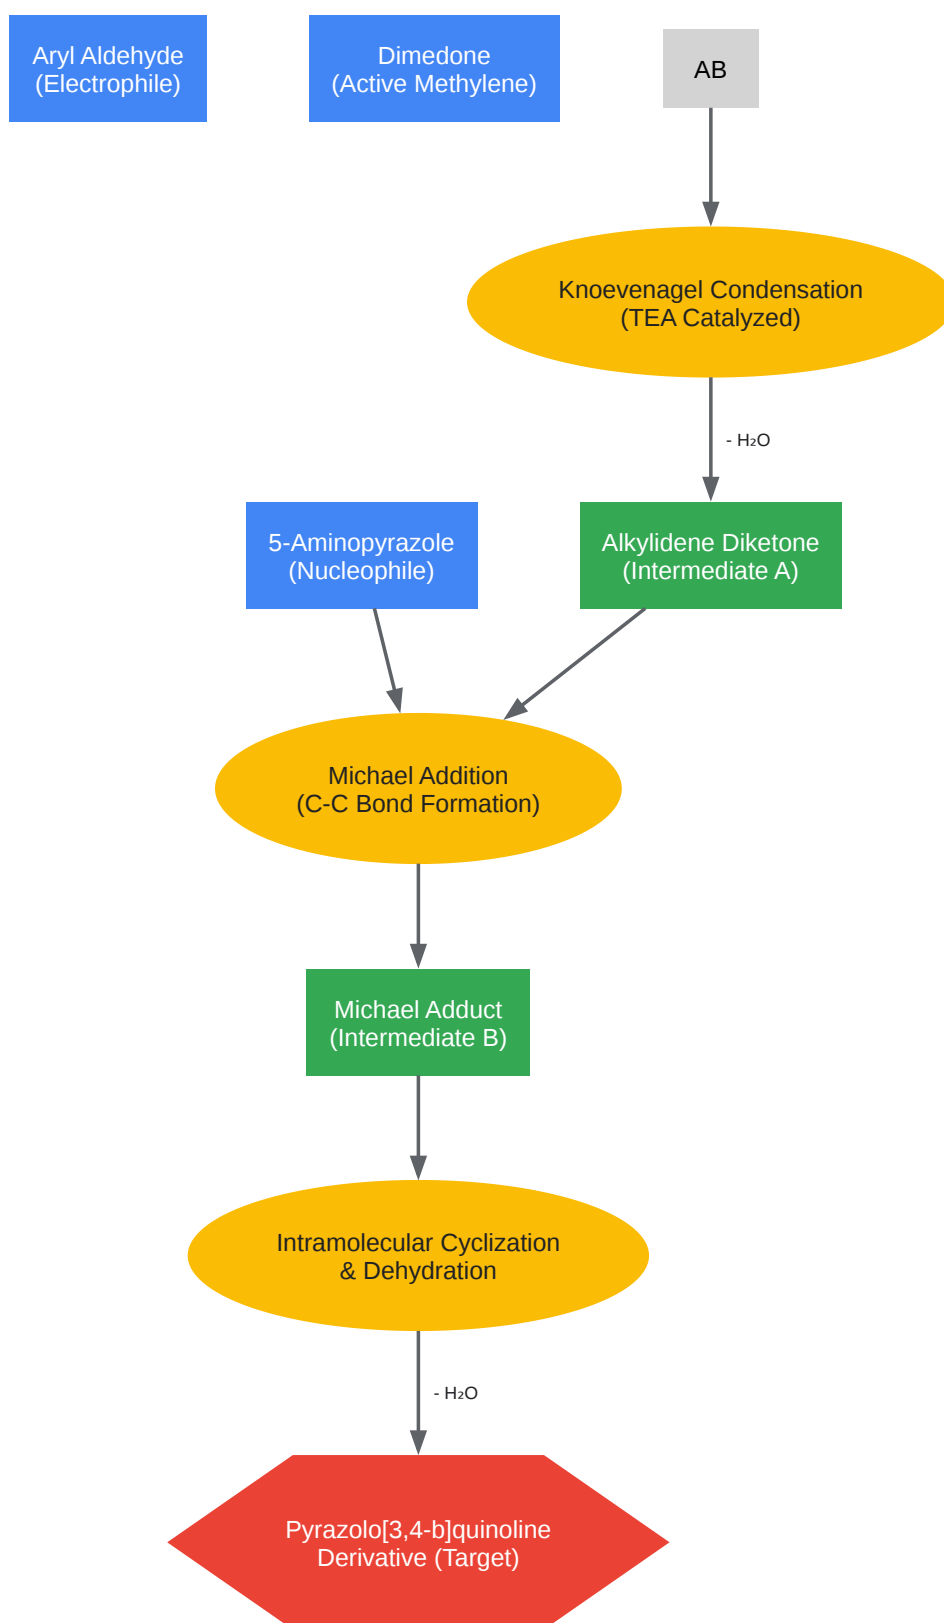 Aryl Aldehyde
(Electrophile)
Dimedone
(Active Methylene)
AB
Knoevenagel Condensation
(TEA Catalyzed)
- H₂O
5-Aminopyrazole
(Nucleophile)
Alkylidene Diketone
(Intermediate A)
Michael Addition
(C-C Bond Formation)
Michael Adduct
(Intermediate B)
Intramolecular Cyclization
& Dehydration
- H₂O
Pyrazolo[3,4-b]quinoline
Derivative (Target)